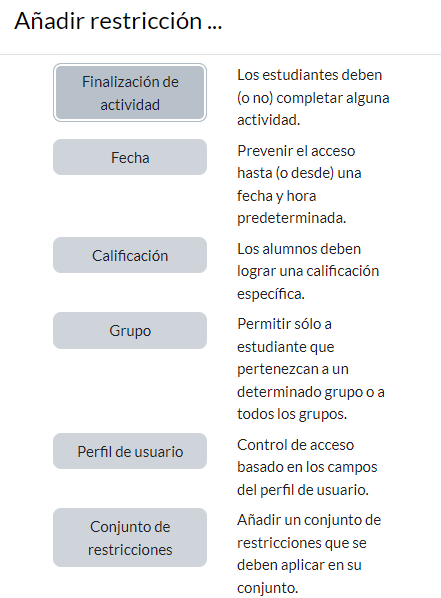 Añadir restricción ...
Finalización de
actividad
Los estudiantes deben
(o no) completar alguna
actividad.
Fecha
Prevenir el acceso
hasta (o desde) una
fecha y hora
predeterminada.
Calificación
Los alumnos deben
lograr una calificación
específica.
Grupo
Permitir sólo a
estudiante que
pertenezcan a un
determinado grupo o a
todos los grupos.
Perfil de usuario
Control de acceso
basado en los campos
del perfil de usuario.
Conjunto de
restricciones
Añadir un conjunto de
restricciones que se
deben aplicar en su
conjunto.